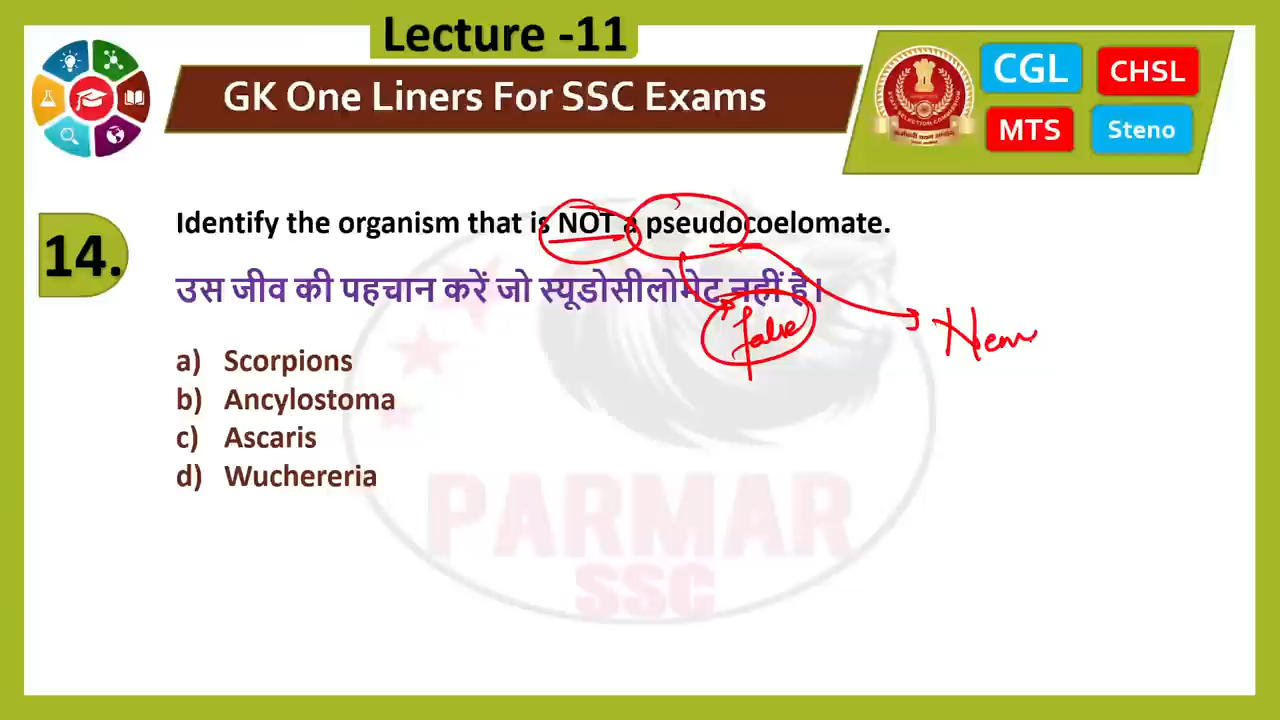 Lecture -11
GK One Liners For SSC Exams
CGL
CHSL
MTS
Steno
14.
Identify the organism that is NOT a pseudocoelomate.
उस जीव की पहचान करें जो स्यूडोसीलोमेट नहीं है।
false
Nem
a) Scorpions
b) Ancylostoma
c) Ascaris
d) Wuchereria
PARMAR
SSC